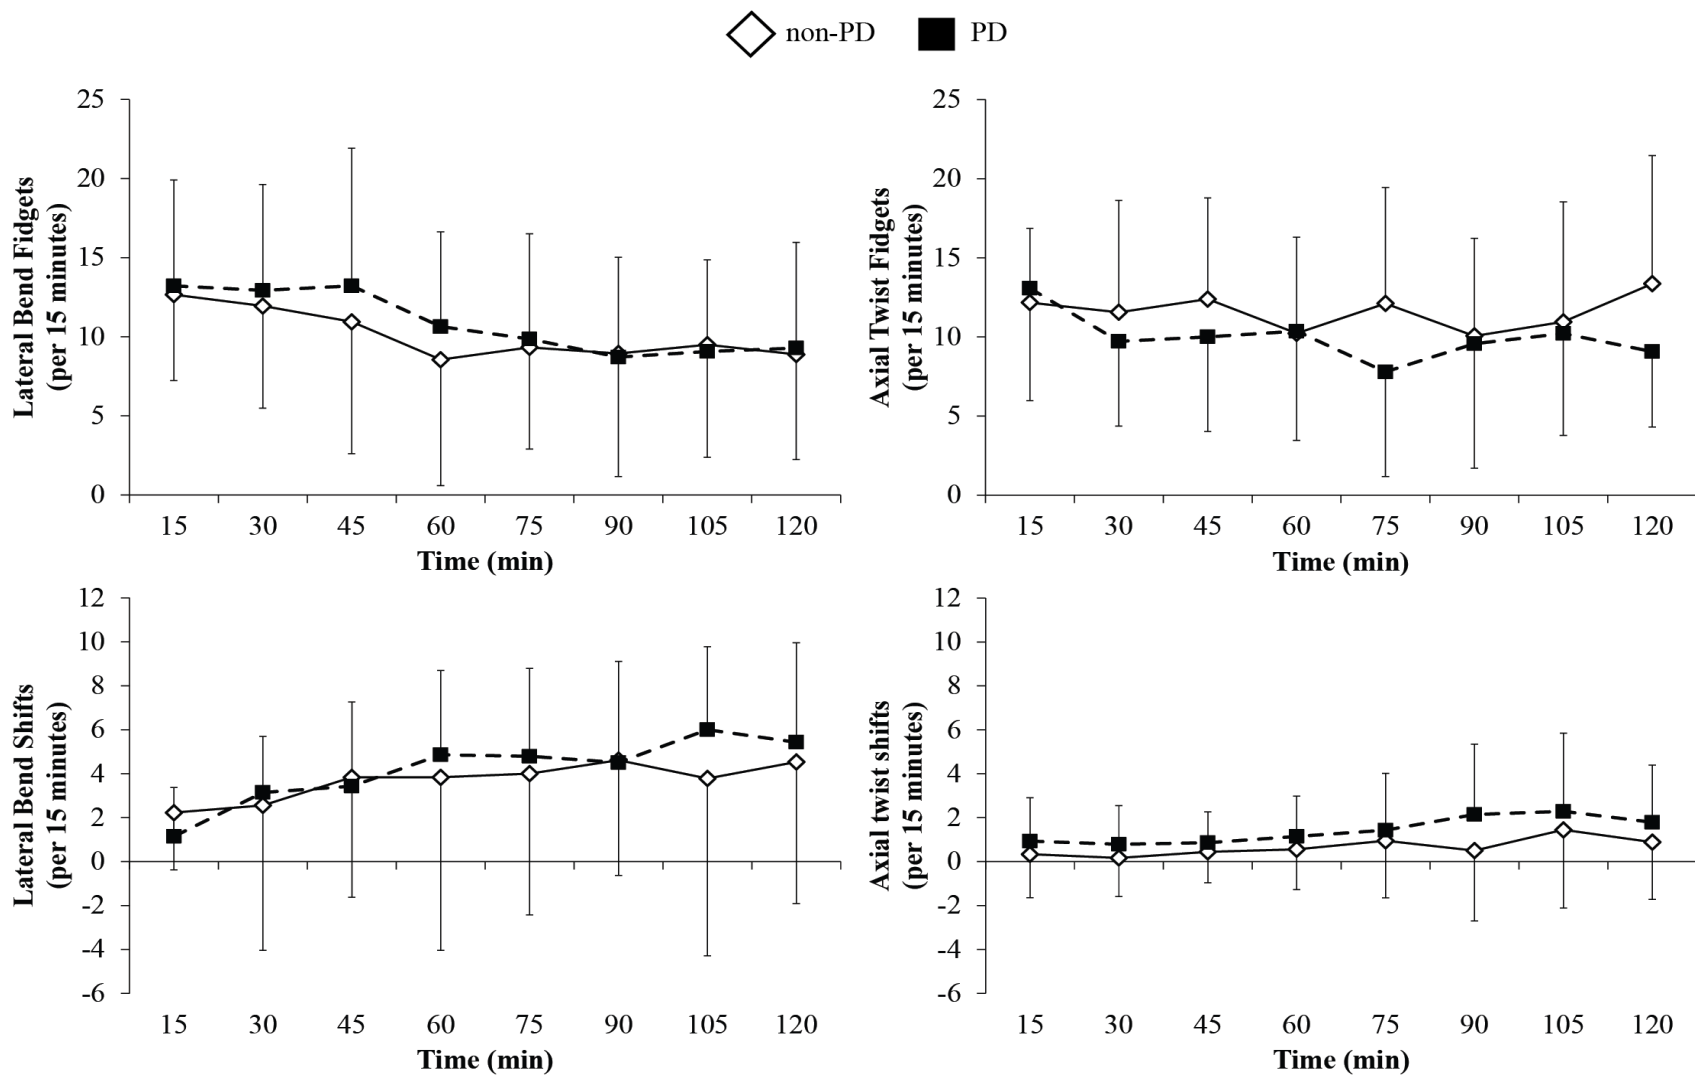 non-PD
PD
Lateral Bend Fidgets
(per 15 minutes)
25
20
15
10
5
0
15 30 45 60 75 90 105 120
Time (min)
Axial Twist Fidgets
(per 15 minutes)
25
20
15
10
5
0
15 30 45 60 75 90 105 120
Time (min)
Lateral Bend Shifts
(per 15 minutes)
12
10
8
6
4
2
0
-2
-4
-6
15 30 45 60 75 90 105 120
Time (min)
Axial twist shifts
(per 15 minutes)
12
10
8
6
4
2
0
-2
-4
-6
15 30 45 60 75 90 105 120
Time (min)